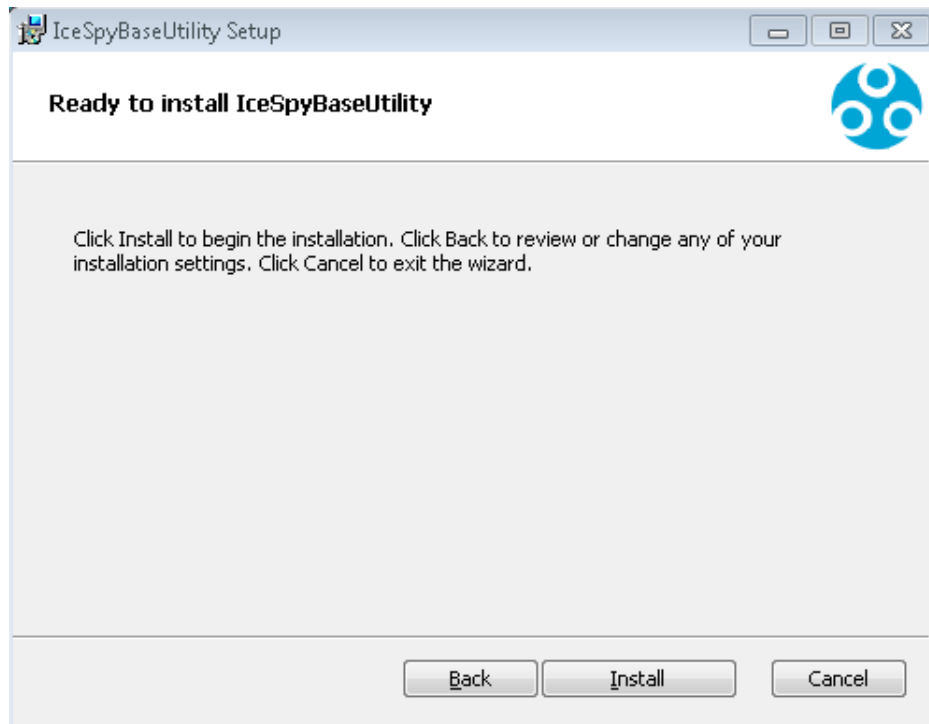 IceSpyBaseUtility Setup
Ready to install IceSpyBaseUtility
Click Install to begin the installation. Click Back to review or change any of your
installation settings. Click Cancel to exit the wizard.
Back Install Cancel